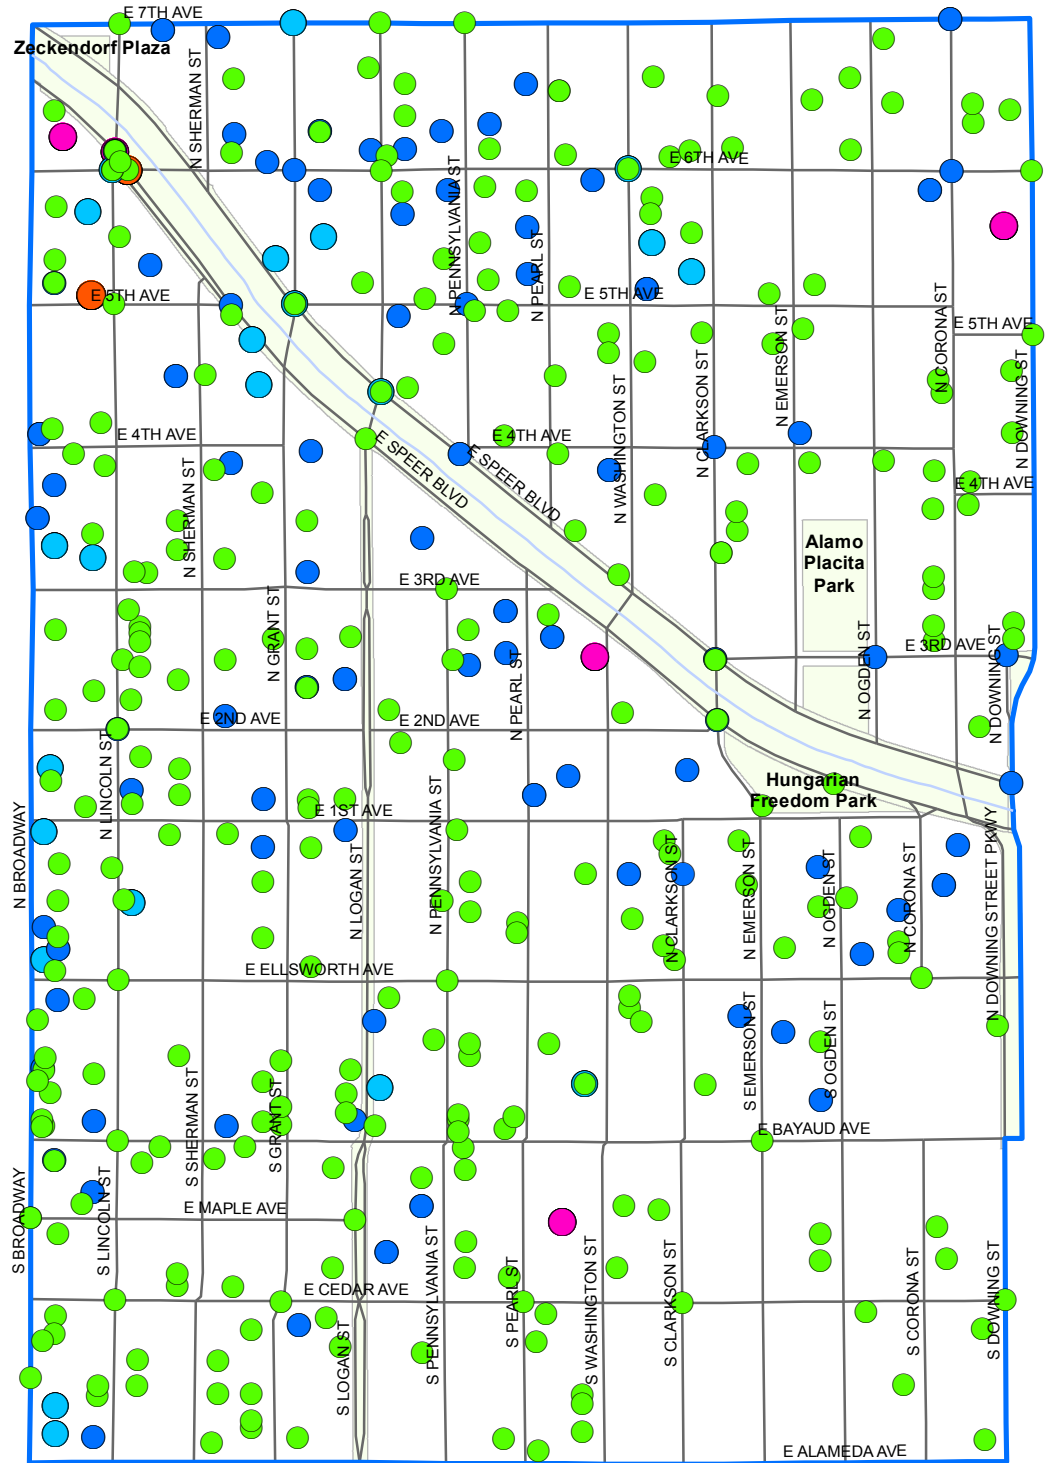 E 7TH AVE
Zeckendorf Plaza
N SHERMAN ST
E 6TH AVE
N PENNSYLVANIA ST
N PEARL ST
E 5TH AVE
E 5TH AVE
E 5TH AVE
N CORONA ST
N EMERSON ST
N CLARKSON ST
N WASHINGTON ST
N DOWNING ST
E 4TH AVE
E 4TH AVE
E SPEER BLVD
E SPEER BLVD
E 4TH AVE
N SHERMAN ST
Alamo
Placita
Park
E 3RD AVE
N GRANT ST
E 3RD AVE
N OGDEN ST
N DOWNING ST
N PEARL ST
E 2ND AVE
E 2ND AVE
N LINCOLN ST
Hungarian
Freedom Park
E 1ST AVE
N PENNSYLVANIA ST
N BROADWAY
N LOGAN ST
N CLARKSON ST
N EMERSON ST
N OGDEN ST
N CORONA ST
N DOWNING STREET PKWY
E ELLSWORTH AVE
S EMERSON ST
S OGDEN ST
S SHERMAN ST
S GRANT ST
E BAYAUD AVE
S BROADWAY
S LINCOLN ST
E MAPLE AVE
S PENNSYLVANIA ST
S PEARL ST
S WASHINGTON ST
S CLARKSON ST
S CORONA ST
S DOWNING ST
E CEDAR AVE
S LOGAN ST
E ALAMEDA AVE